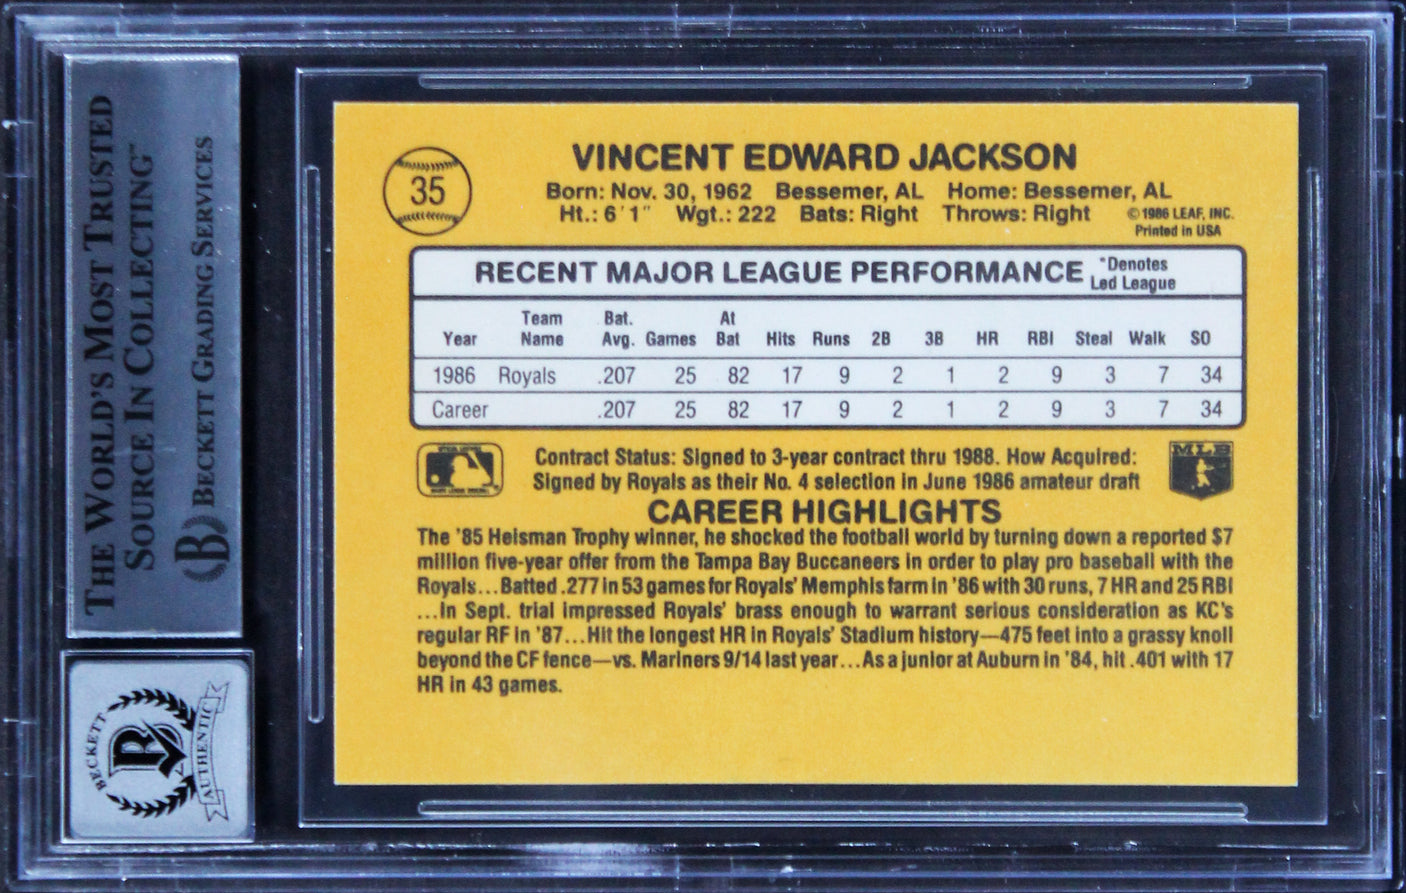 THE WORLD'S MOST TRUSTED
SOURCE IN COLLECTING™
BECKETT GRADING SERVICES
B
BECKETT
B
AUTHENTIC
35
VINCENT EDWARD JACKSON
Born: Nov. 30, 1962 Bessemer, AL Home: Bessemer, AL
Ht.: 6'1" Wgt.: 222 Bats: Right Throws: Right
©1986 LEAF, INC.
Printed in USA
RECENT MAJOR LEAGUE PERFORMANCE
*Denotes
Led League
Year Team Name Bat. Avg. Games At Bat Hits Runs 2B 3B HR RBI Steal Walk SO
1986 Royals .207 25 82 17 9 2 1 2 9 3 7 34
Career .207 25 82 17 9 2 1 2 9 3 7 34
Contract Status: Signed to 3-year contract thru 1988. How Acquired:
Signed by Royals as their No. 4 selection in June 1986 amateur draft
MLB
CAREER HIGHLIGHTS
The '85 Heisman Trophy winner, he shocked the football world by turning down a reported $7
million five-year offer from the Tampa Bay Buccaneers in order to play pro baseball with the
Royals...Batted .277 in 53 games for Royals' Memphis farm in '86 with 30 runs, 7 HR and 25 RBI
...In Sept. trial impressed Royals' brass enough to warrant serious consideration as KC's
regular RF in '87...Hit the longest HR in Royals' Stadium history—475 feet into a grassy knoll
beyond the CF fence—vs. Mariners 9/14 last year...As a junior at Auburn in '84, hit .401 with 17
HR in 43 games.